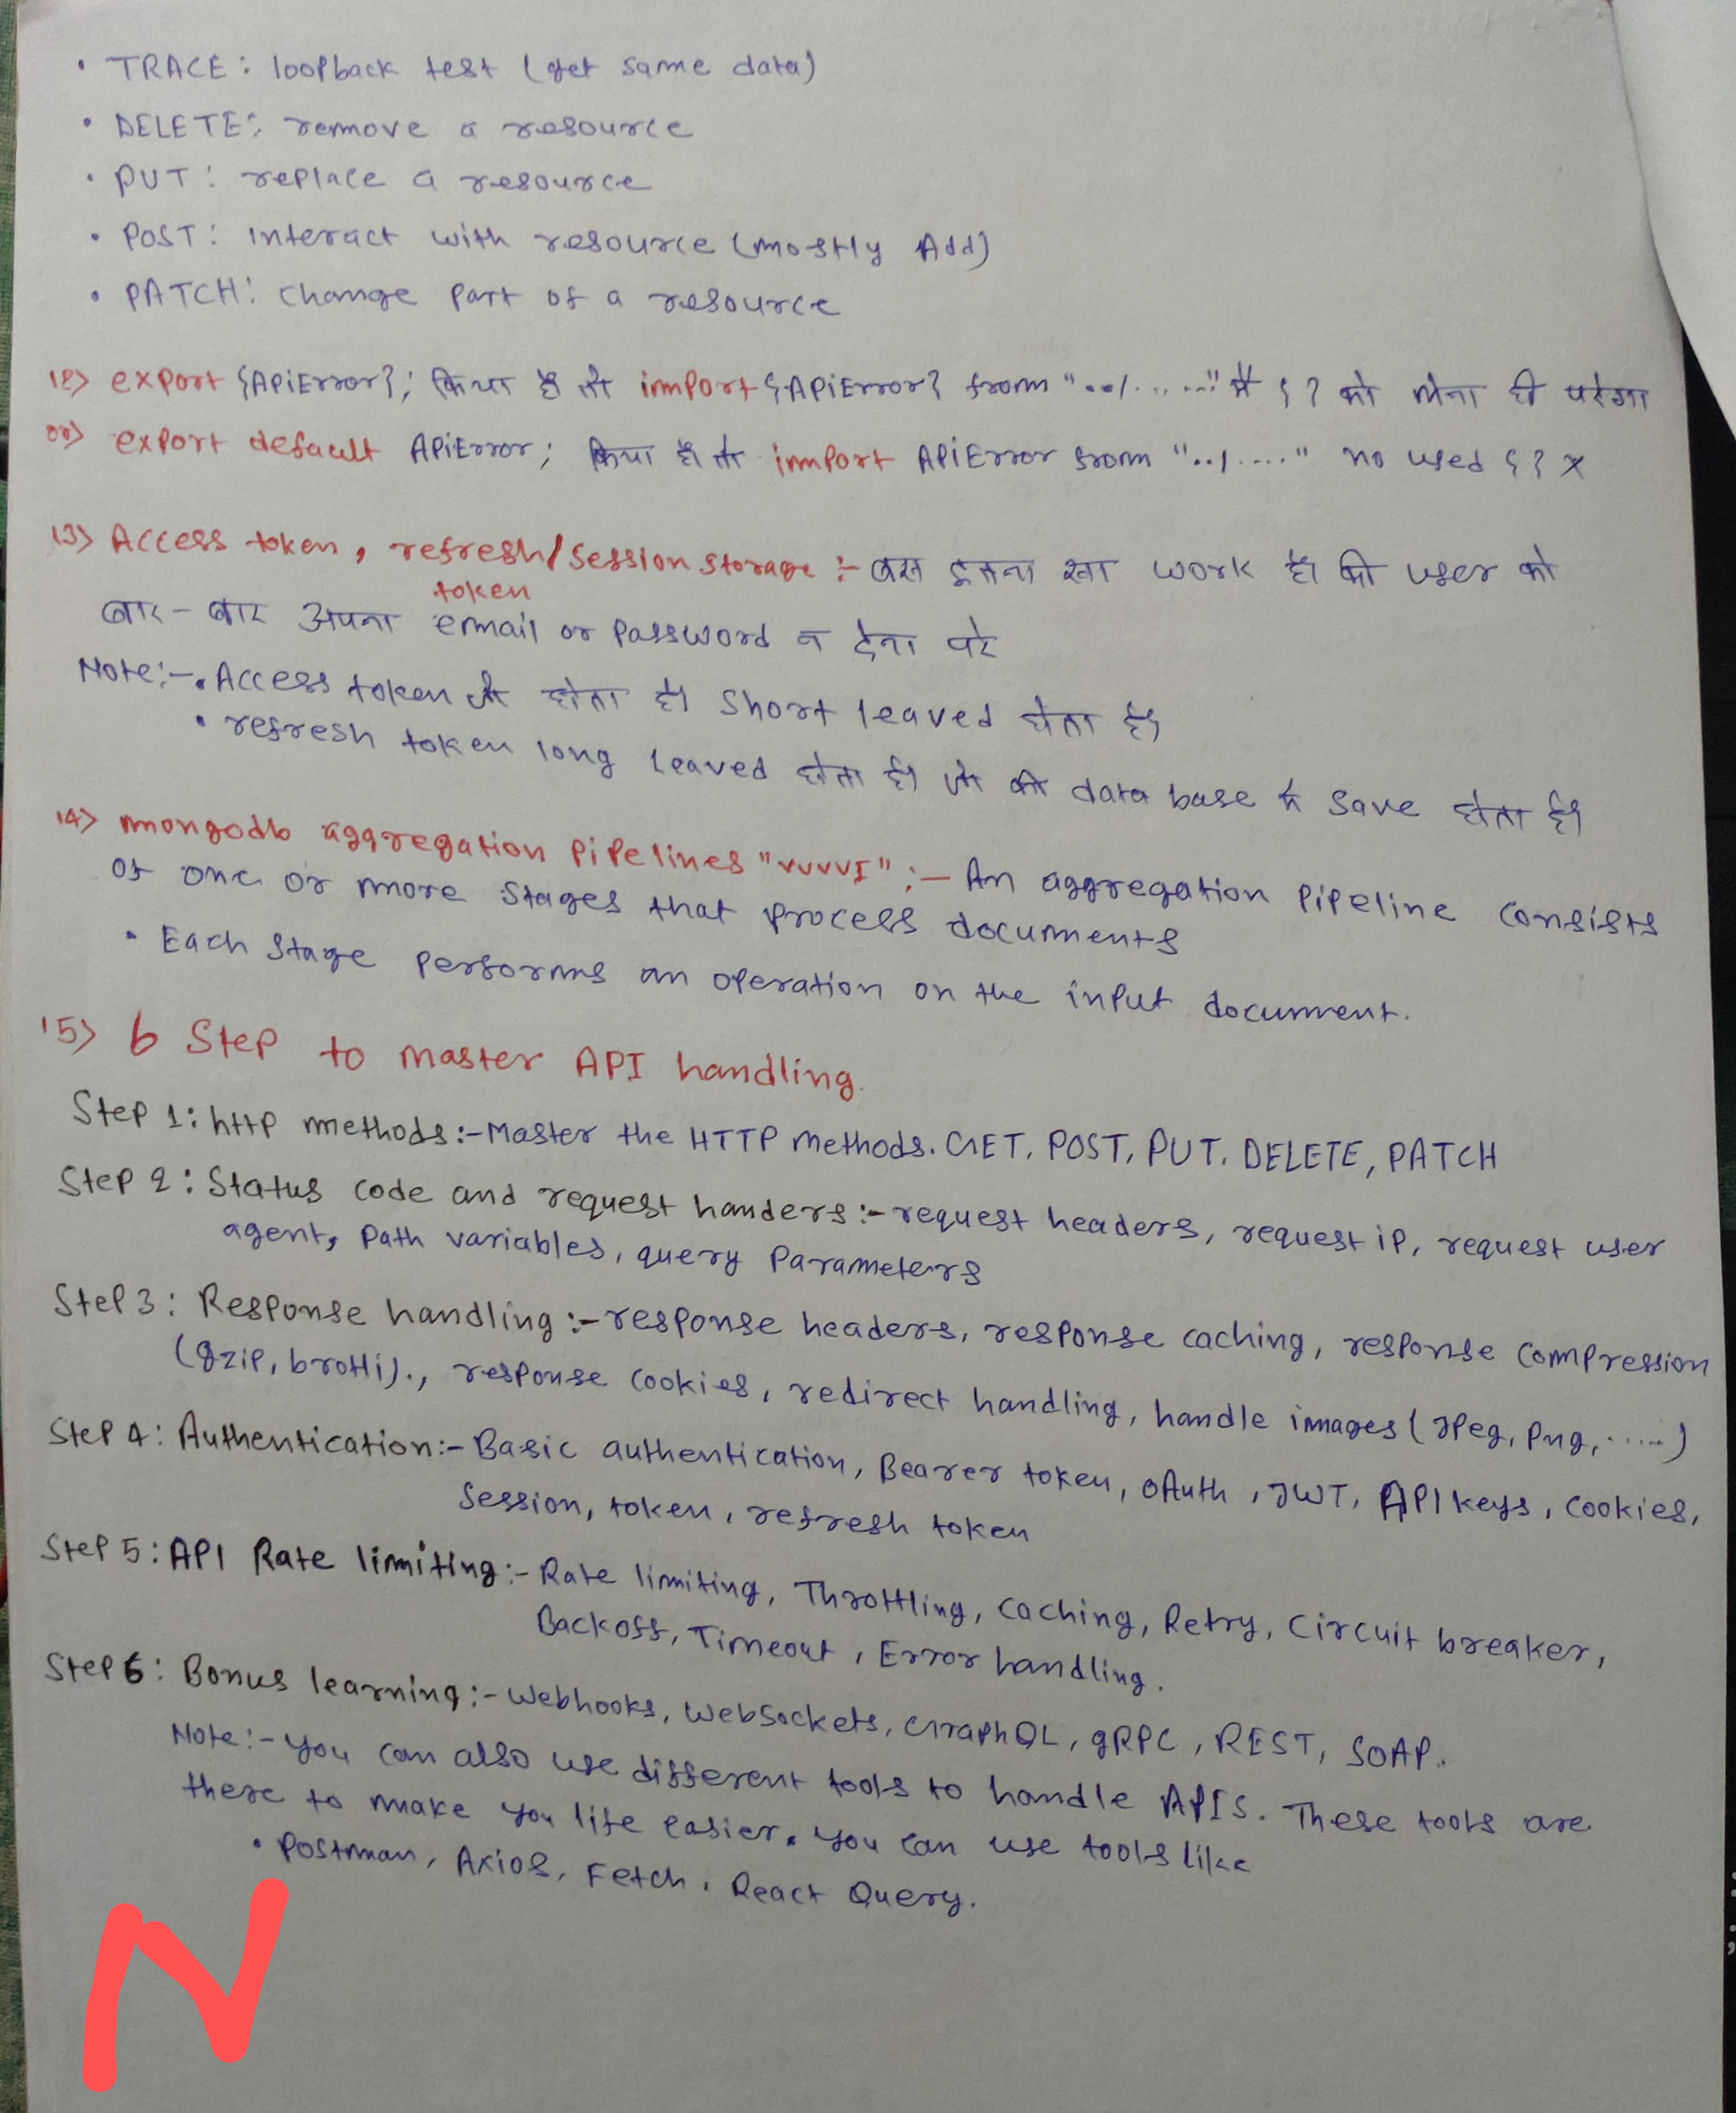 • TRACE: loopback test (get same data)
• DELETE: remove a resource
• PUT: replace a resource
• POST: interact with resource (mostly Add)
• PATCH: change part of a resource
12) export {ApiError}; किया है तो import {ApiError} from "../....." में { } को लेना ही परेगा
or) export default ApiError; किया है तो import ApiError from "../...." no used { } x
13) Access token, refresh/session storage :- बस इतना सा work है। की user को
token
बार-बार अपना email or password न देना परे
Note:- • Access token जो होता है। short leaved होता है।
• refresh token long leaved होता है। जो की data base में save होता है।
14) mongodb aggregation pipelines "vvvvI" :- An aggregation pipeline consists
of one or more stages that process documents
• Each stage performs an operation on the input document.
15) 6 Step to master API handling.
Step 1: http methods:- Master the HTTP methods. GET, POST, PUT. DELETE, PATCH
Step 2: Status code and request handers:- request headers, request ip, request user
agent, path variables, query parameters
Step 3: Response handling:- response headers, response caching, response compression
(gzip, brotli)., response cookies, redirect handling, handle images (Jpeg, png, .....)
Step 4: Authentication:- Basic authentication, Bearer token, OAuth, JWT, API keys, cookies,
session, token, refresh token
Step 5: API Rate limiting:- Rate limiting, Throttling, caching, Retry, Circuit breaker,
Backoff, Timeout, Error handling.
Step 6: Bonus learning:- Webhooks, WebSockets, GraphQL, gRPC, REST, SOAP.
Note:- you can also use different tools to handle APIS. These tools are
there to make you life easier. you can use tools like
• Postman, Axios, Fetch, React Query.
N